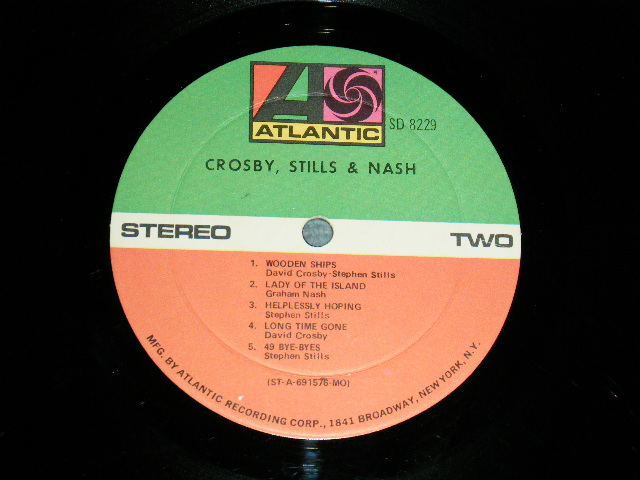 ATLANTIC
SD 8229
CROSBY, STILLS & NASH
STEREO
TWO
1. WOODEN SHIPS
David Crosby-Stephen Stills
2. LADY OF THE ISLAND
Graham Nash
3. HELPLESSLY HOPING
Stephen Stills
4. LONG TIME GONE
David Crosby
5. 49 BYE-BYES
Stephen Stills
(ST-A-691576-MO)
MFG. BY ATLANTIC RECORDING CORP., 1841 BROADWAY, NEW YORK, N.Y.